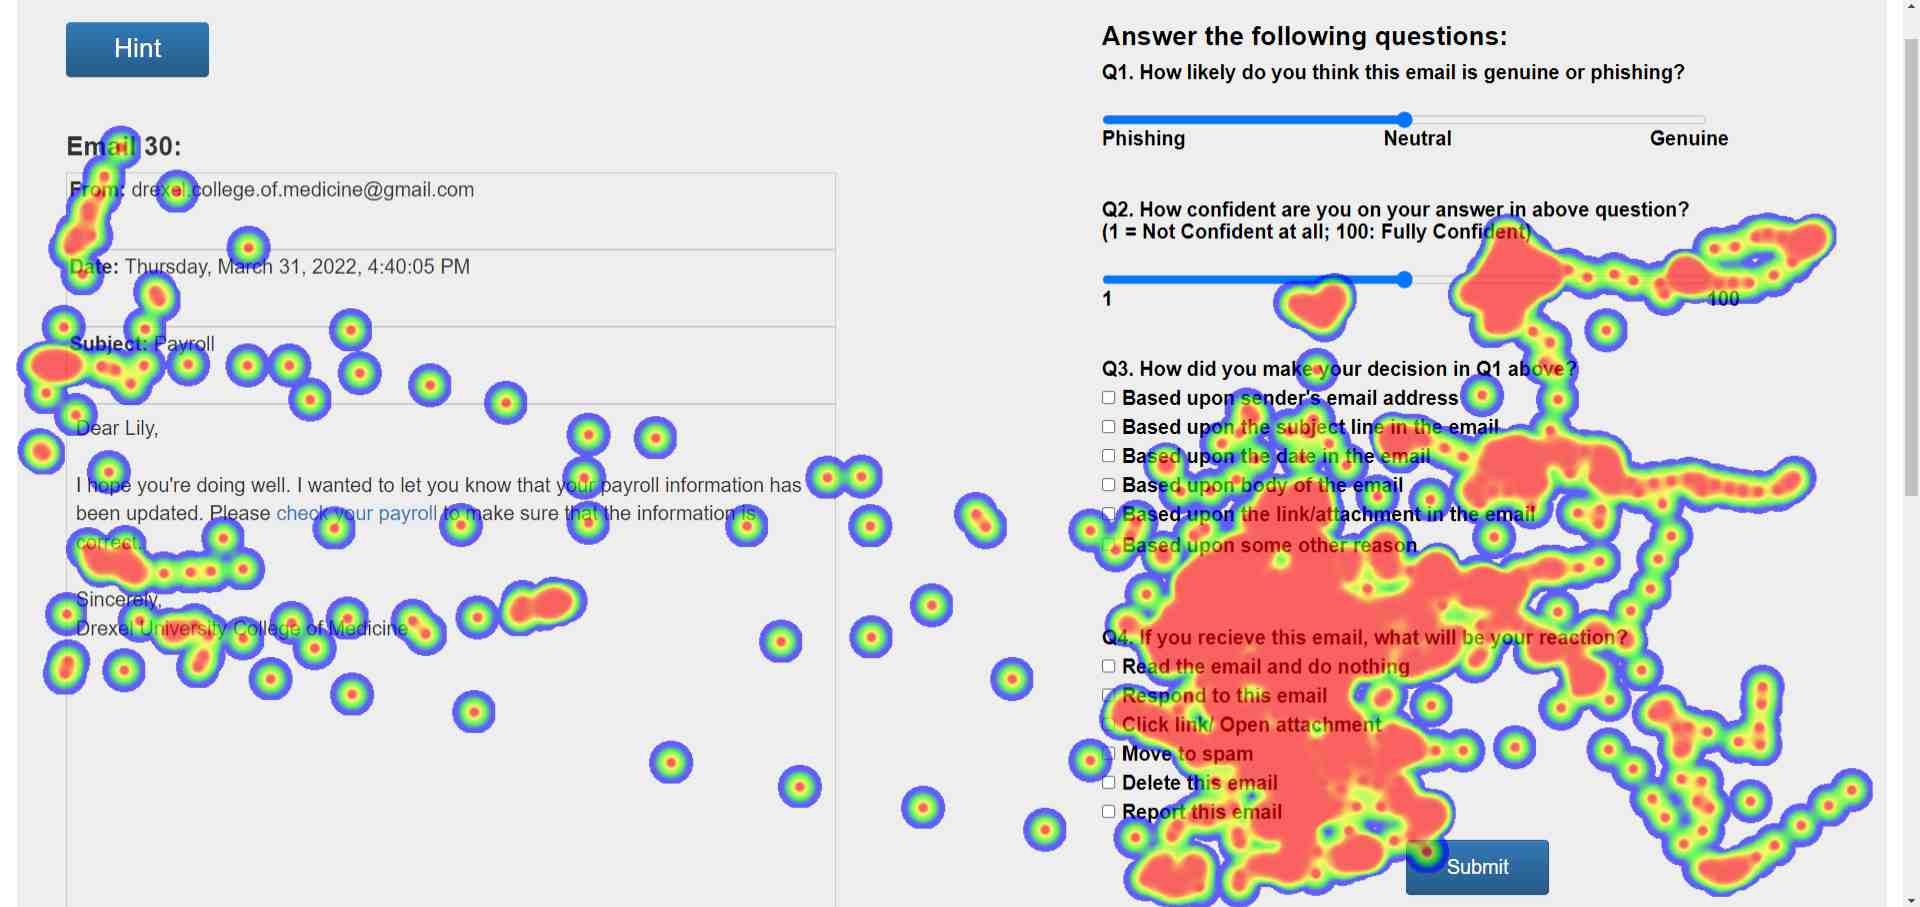 Hint
Email 30:
From: drexel.college.of.medicine@gmail.com
Date: Thursday, March 31, 2022, 4:40:05 PM
Subject: Payroll
Dear Lily,
I hope you're doing well. I wanted to let you know that your payroll information has
been updated. Please check your payroll to make sure that the information is
correct.
Sincerely,
Drexel University College of Medicine
Answer the following questions:
Q1. How likely do you think this email is genuine or phishing?
Phishing Neutral Genuine
Q2. How confident are you on your answer in above question?
(1 = Not Confident at all; 100: Fully Confident)
1 100
Q3. How did you make your decision in Q1 above?
Based upon sender's email address
Based upon the subject line in the email
Based upon the date in the email
Based upon body of the email
Based upon the link/attachment in the email
Based upon some other reason
Q4. If you recieve this email, what will be your reaction?
Read the email and do nothing
Respond to this email
Click link/ Open attachment
Move to spam
Delete this email
Report this email
Submit